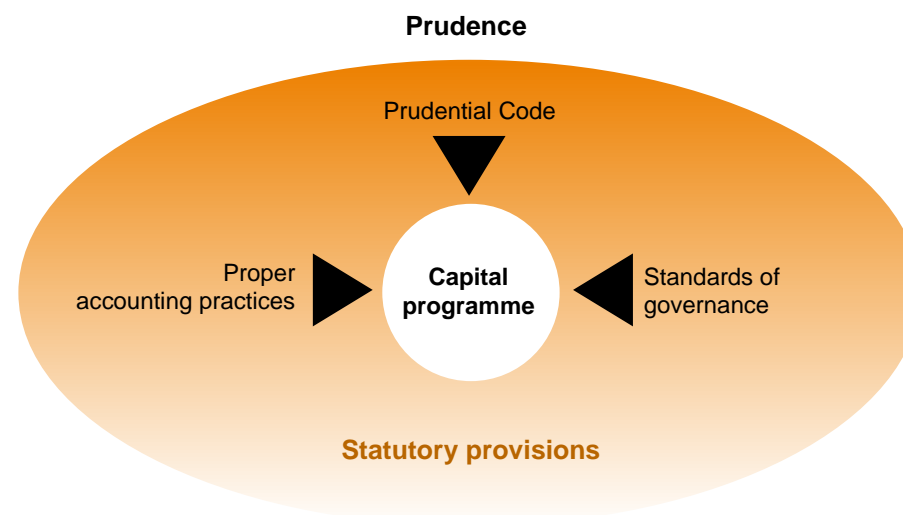 Prudence
Prudential Code
Proper
accounting practices
Capital
programme
Standards of
governance
Statutory provisions